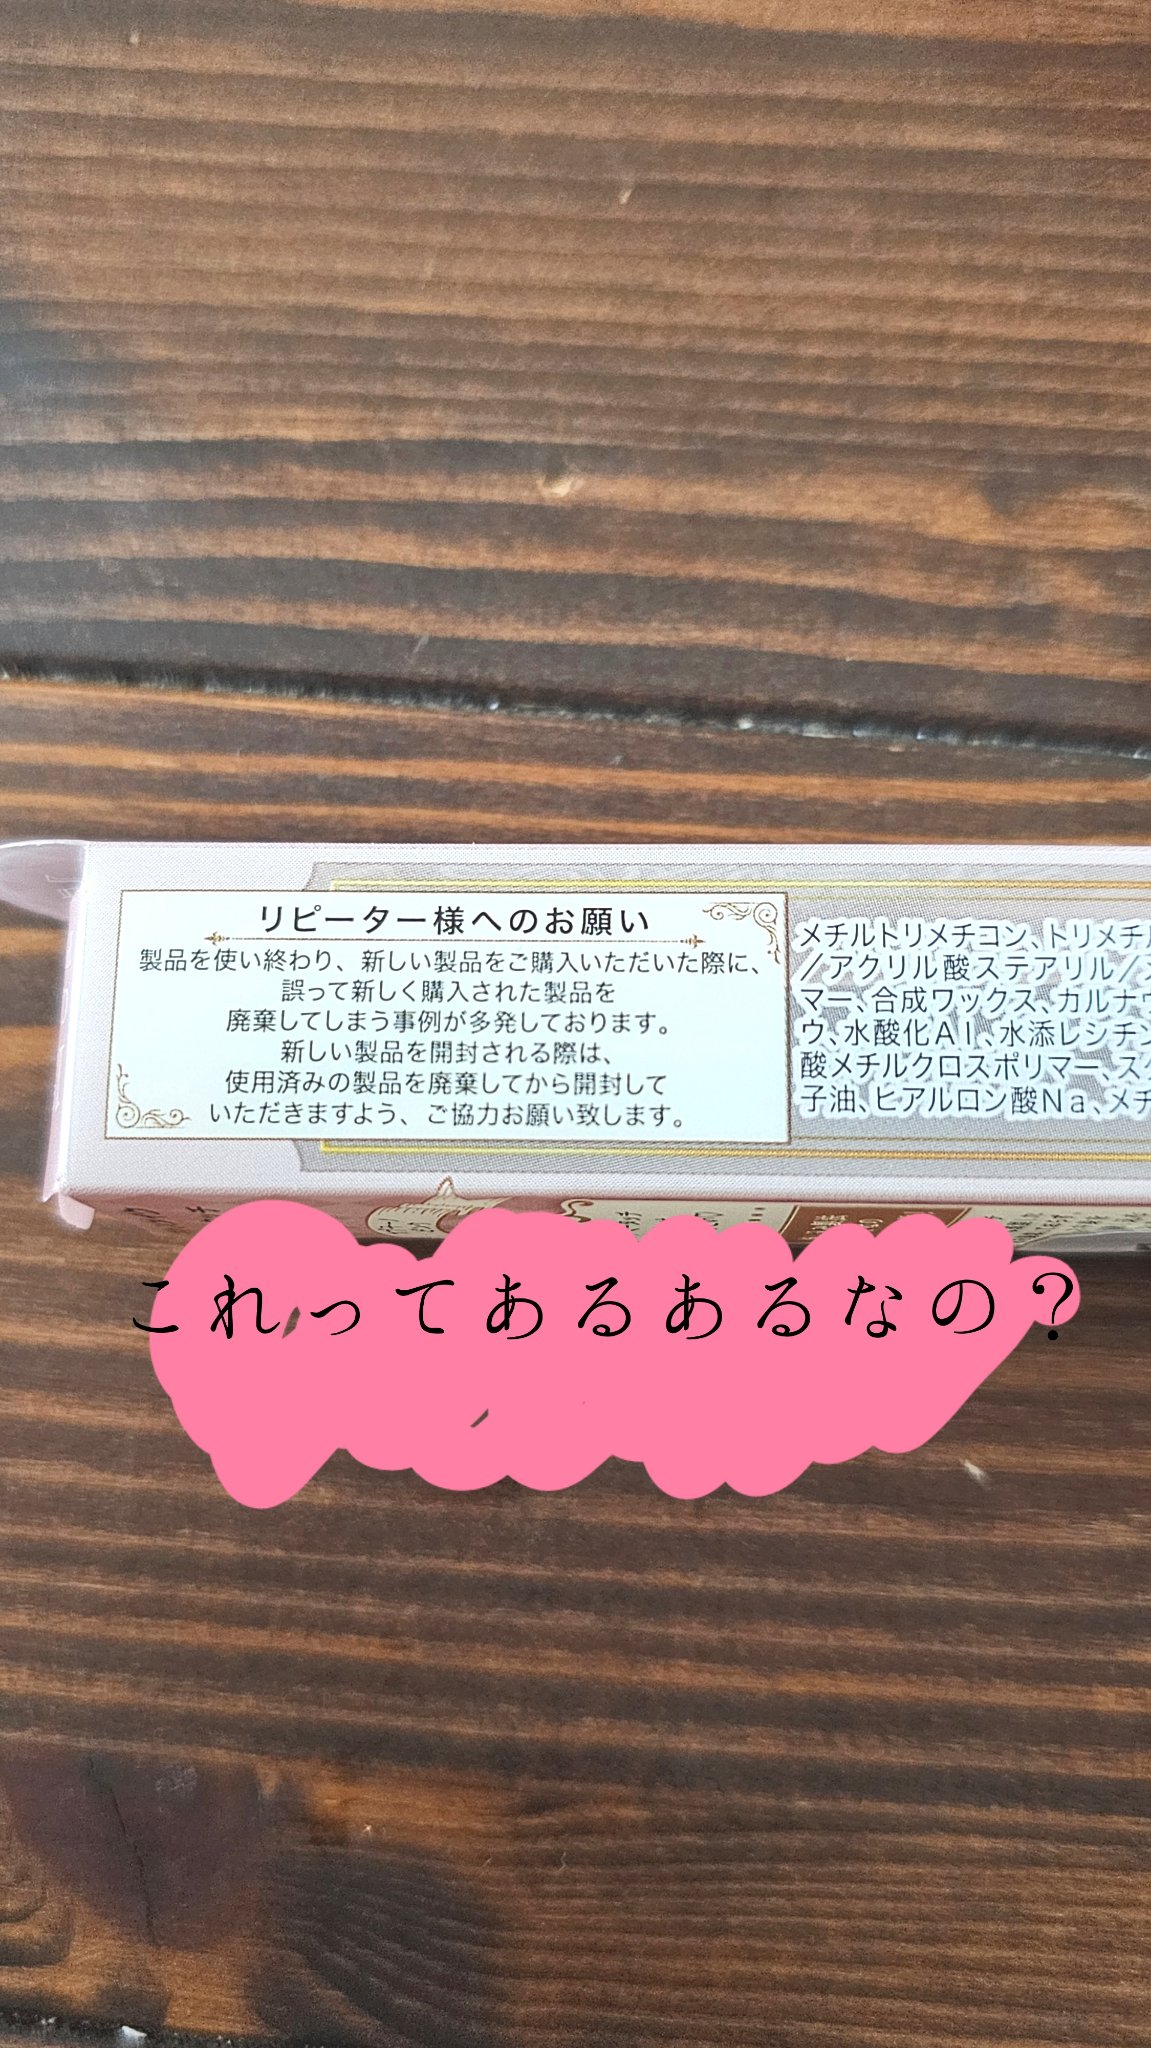 リピーター様へのお願い
製品を使い終わり、新しい製品をご購入いただいた際に、
誤って新しく購入された製品を
廃棄してしまう事例が多発しております。
新しい製品を開封される際は、
使用済みの製品を廃棄してから開封して
いただきますよう、ご協力お願い致します。
メチルトリメチコン、トリメチル
／アクリル酸ステアリル／
マー、合成ワックス、カルナウ
ウ、水酸化Ａｌ、水添レシチン
酸メチルクロスポリマー、スク
子油、ヒアルロン酸Ｎａ、メチ
これってあるあるなの？